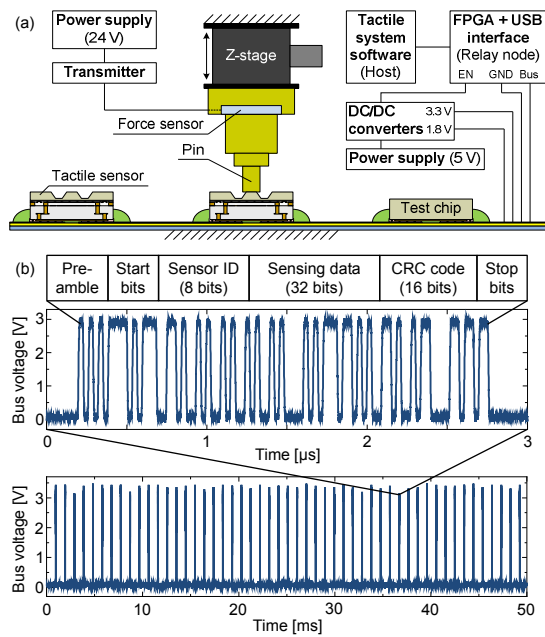 (a)
Power supply
(24 V)
Transmitter
Z-stage
Force sensor
Pin
Tactile sensor
Tactile
system
software
(Host)
FPGA + USB
interface
(Relay node)
EN GND Bus
DC/DC
converters
3.3 V
1.8 V
Power supply (5 V)
Test chip
(b)
Pre-
amble
Start
bits
Sensor ID
(8 bits)
Sensing data
(32 bits)
CRC code
(16 bits)
Stop
bits
Bus voltage [V]
3
2
1
0
0 1 2 3
Time [µs]
Bus voltage [V]
3
2
1
0
0 10 20 30 40 50
Time [ms]